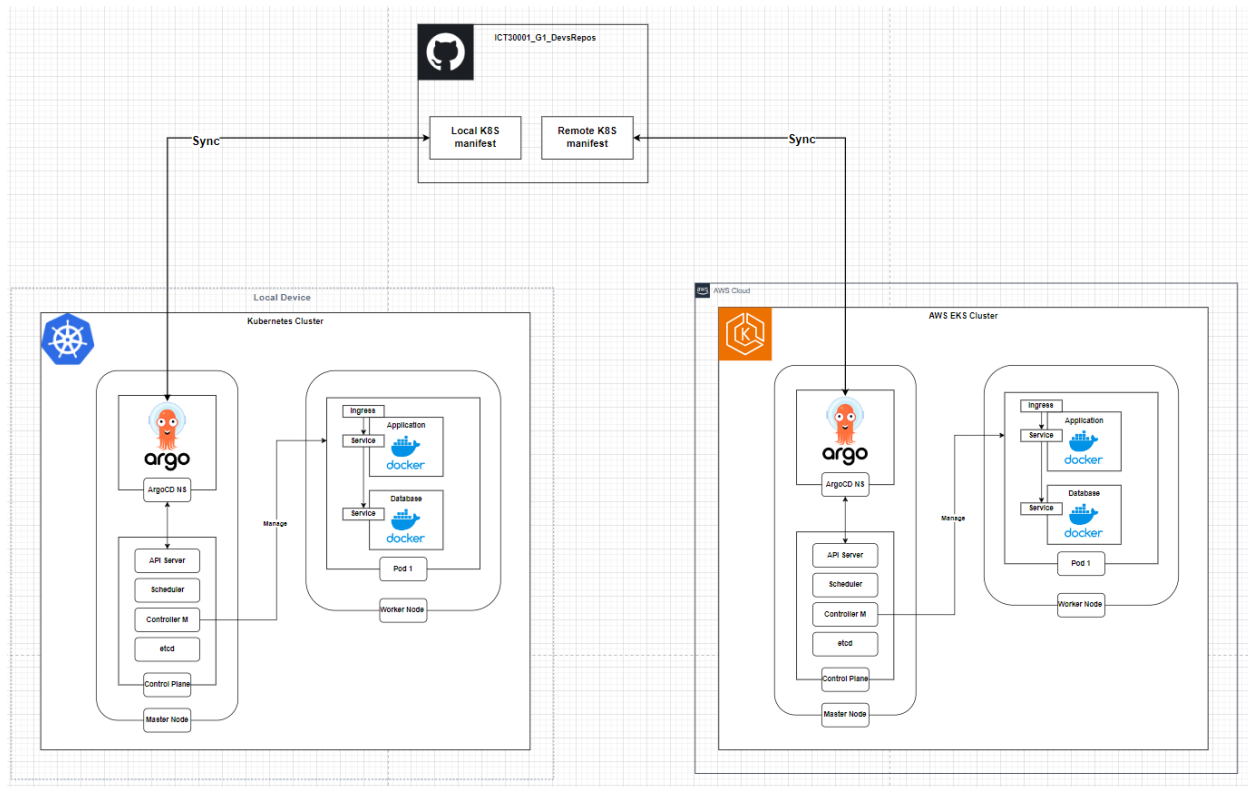 ICT30001_G1_DevsRepos
Local K8S
manifest
Remote K8S
manifest
Sync
Sync
Local Device
Kubernetes Cluster
argo
ArgoCD NS
API Server
Scheduler
Controller M
etcd
Control Plane
Master Node
Manage
Ingress
Application
Service
docker
Database
Service
docker
Pod 1
Worker Node
aws
AWS Cloud
AWS EKS Cluster
K
argo
ArgoCD NS
API Server
Scheduler
Controller M
etcd
Control Plane
Master Node
Manage
Ingress
Application
Service
docker
Database
Service
docker
Pod 1
Worker Node